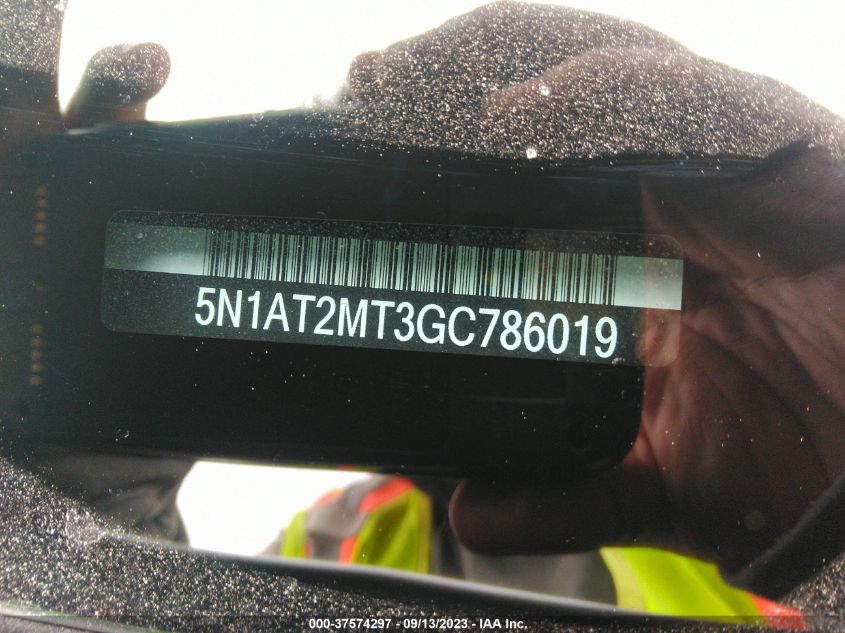 5N1AT2MT3GC786019
000-37574297 - 09/13/2023 - IAA Inc.